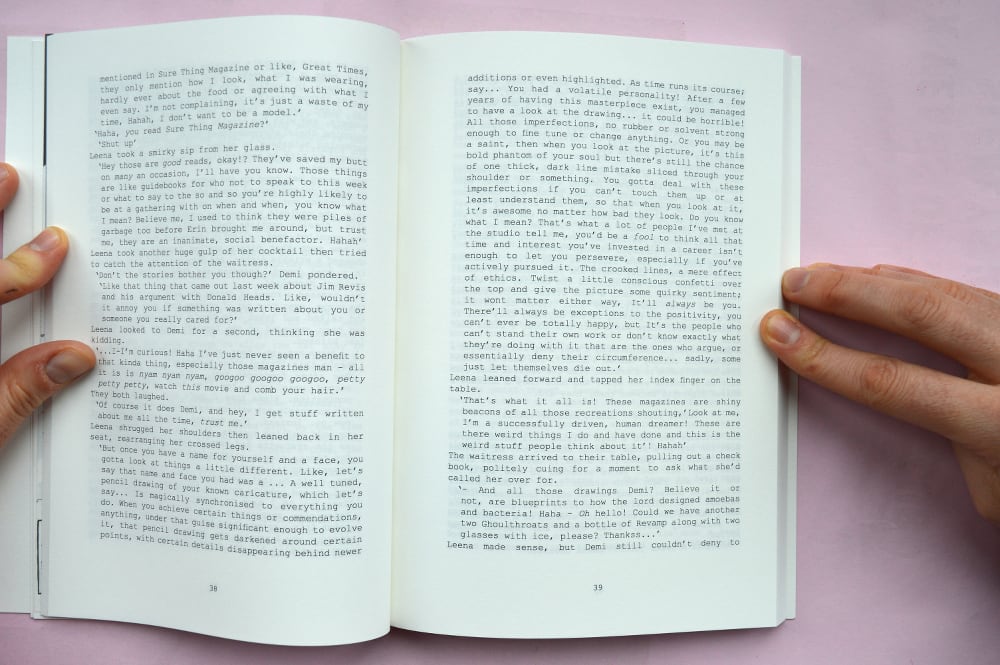 mentioned in Sure Thing Magazine or like, Great Times,
they only mention how I look, what I was wearing,
hardly ever about the food or agreeing with what I
even say. I'm not complaining, it's just a waste of my
time, Hahah, I don't want to be a model.'
'Haha, you read Sure Thing Magazine?'
'Shut up'
Leena took a smirky sip from her glass.
'Hey those are good reads, okay!? They've saved my butt
on many an occasion, I'll have you know. Those things
are like guidebooks for who not to speak to this week
or what to say to the so and so you're highly likely to
be at a gathering with on when and when, you know what
I mean? Believe me, I used to think they were piles of
garbage too before Erin brought me around, but trust
me, they are an inanimate, social benefactor. Hahah'
Leena took another huge gulp of her cocktail then tried
to catch the attention of the waitress.
'Don't the stories bother you though?' Demi pondered.
'Like that thing that came out last week about Jim Revis
and his argument with Donald Heads. Like, wouldn't
it annoy you if something was written about you or
someone you really cared for?'
Leena looked to Demi for a second, thinking she was
kidding.
'...I-I'm curious! Haha I've just never seen a benefit to
that kinda thing, especially those magazines man - all
it is is nyam nyam nyam, googoo googoo googoo, petty
petty petty, watch this movie and comb your hair.'
They both laughed.
'Of course it does Demi, and hey, I get stuff written
about me all the time, trust me.'
Leena shrugged her shoulders then leaned back in her
seat, rearranging her crossed legs.
'But once you have a name for yourself and a face, you
gotta look at things a little different. Like, let's
say that name and face you had was a ... A well tuned,
pencil drawing of your known caricature, which let's
say... Is magically synchronised to everything you
do. When you achieve certain things or commendations,
anything, under that guise significant enough to evolve
it, that pencil drawing gets darkened around certain
points, with certain details disappearing behind newer
38
additions or even highlighted. As time runs its course;
say... You had a volatile personality! After a few
years of having this masterpiece exist, you managed
to have a look at the drawing... it could be horrible!
All those imperfections, no rubber or solvent strong
enough to fine tune or change anything. Or you may be
a saint, then when you look at the picture, it's this
bold phantom of your soul but there's still the chance
of one thick, dark line mistake sliced through your
shoulder or something. You gotta deal with these
imperfections if you can't touch them up or at
least understand them, so that when you look at it,
it's awesome no matter how bad they look. Do you know
what I mean? That's what a lot of people I've met at
the studio tell me, you'd be a fool to think all that
time and interest you've invested in a career isn't
enough to let you persevere, especially if you've
actively pursued it. The crooked lines, a mere effect
of ethics. Twist a little conscious confetti over
the top and give the picture some quirky sentiment;
it wont matter either way, It'll always be you.
There'll always be exceptions to the positivity, you
can't ever be totally happy, but It's the people who
can't stand their own work or don't know exactly what
they're doing with it that are the ones who argue, or
essentially deny their circumference... sadly, some
just let themselves die out.'
Leena leaned forward and tapped her index finger on the
table.
'That's what it all is! These magazines are shiny
beacons of all those recreations shouting,'Look at me,
I'm a successfully driven, human dreamer! These are
there weird things I do and have done and this is the
weird stuff people think about it'! Hahah'
The waitress arrived to their table, pulling out a check
book, politely cuing for a moment to ask what she'd
called her over for.
'- And all those drawings Demi? Believe it or
not, are blueprints to how the lord designed amoebas
and bacteria! Haha - Oh hello! Could we have another
two Ghoulthroats and a bottle of Revamp along with two
glasses with ice, please? Thankss...'
Leena made sense, but Demi still couldn't deny to
39